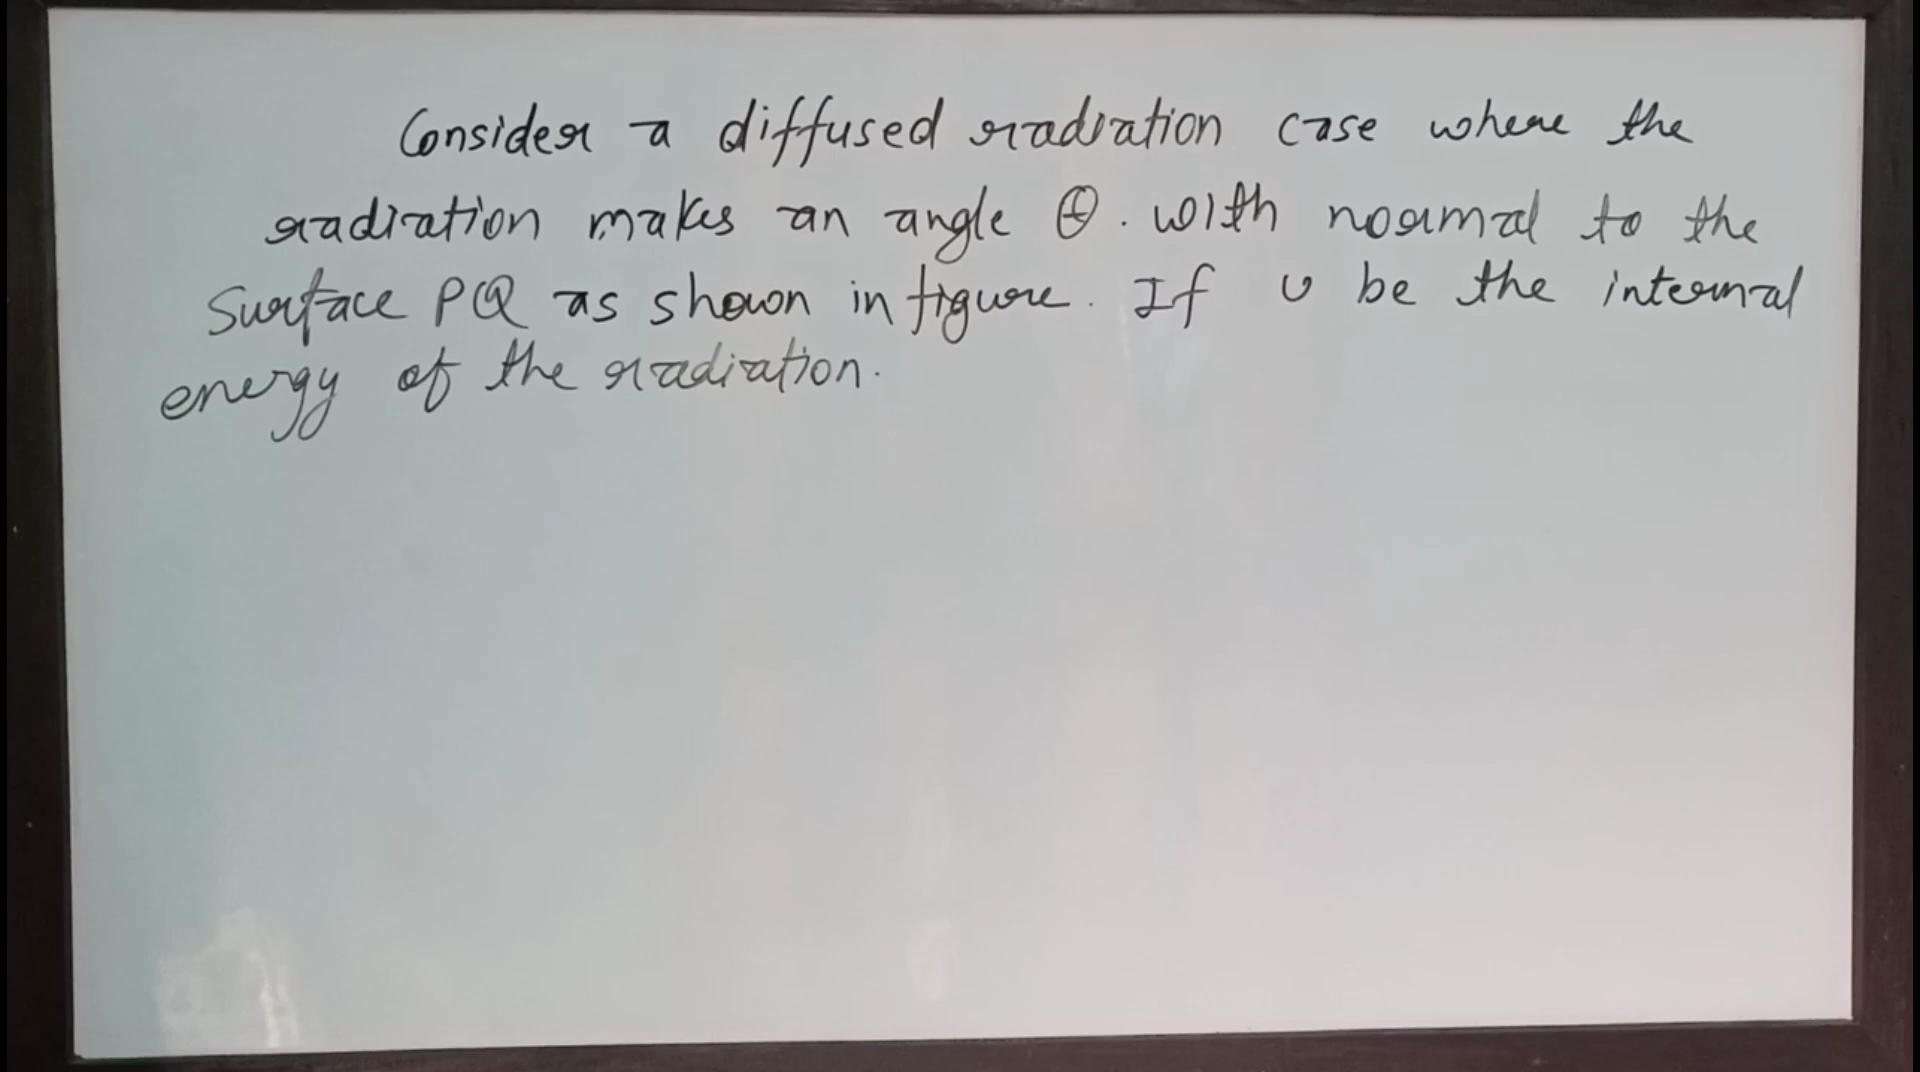 Consider a diffused radiation case where the
radiation makes an angle θ. with normal to the
Surface PQ as shown in figure. If U be the internal
energy of the radiation.